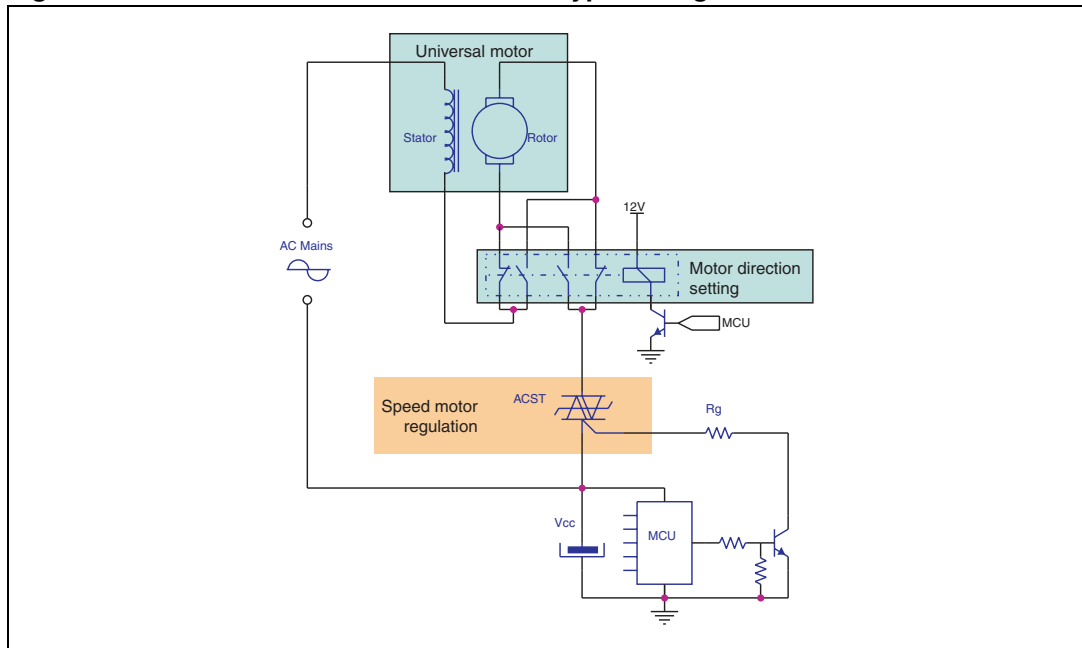 Universal motor
Stator
Rotor
12V
AC Mains
Motor direction
setting
MCU
ACST
Speed motor
regulation
Rg
Vcc
MCU